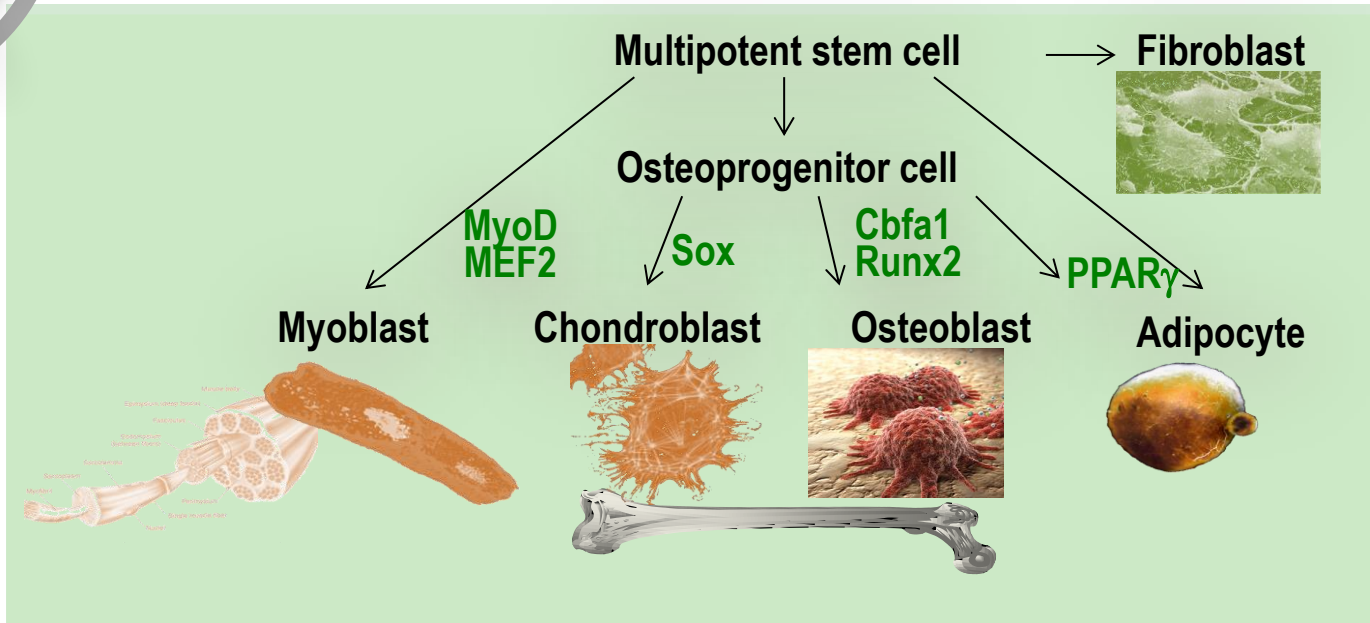 Multipotent stem cell
Fibroblast
Osteoprogenitor cell
MyoD
MEF2
Sox
Cbfa1
Runx2
PPARγ
Myoblast
Chondroblast
Osteoblast
Adipocyte